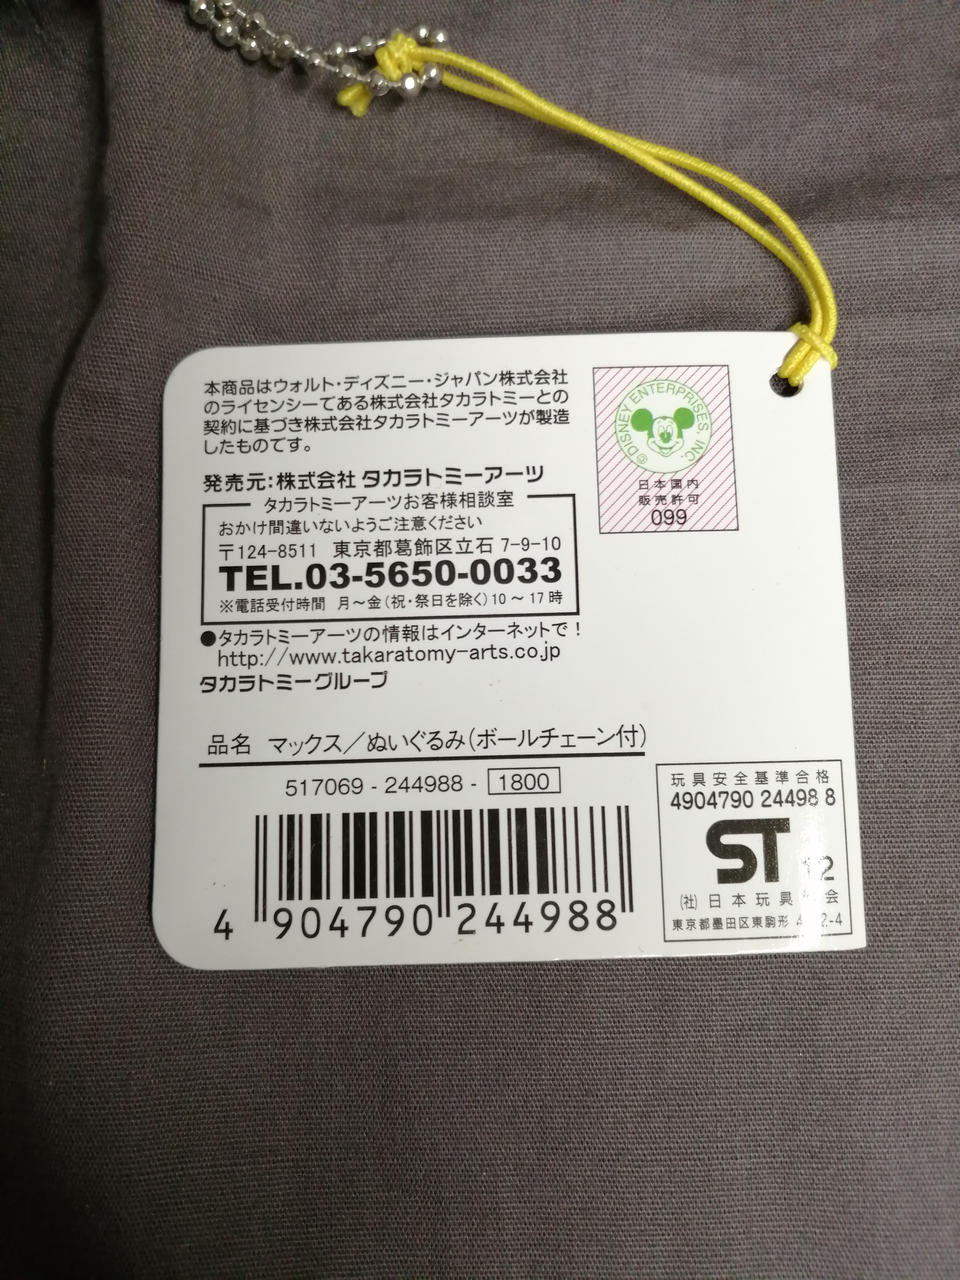 本商品はウォルト・ディズニー・ジャパン株式会社
のライセンシーである株式会社タカラトミーとの
契約に基づき株式会社タカラトミーアーツが製造
したものです。
発売元:株式会社 タカラトミーアーツ
タカラトミーアーツお客様相談室
おかけ間違いないようご注意ください
〒124-8511 東京都葛飾区立石 7-9-10
TEL.03-5650-0033
※電話受付時間 月〜金(祝・祭日を除く)10〜17時
●タカラトミーアーツの情報はインターネットで!
http://www.takaratomy-arts.co.jp
タカラトミーグループ
©DISNEY ENTERPRISES, INC.
日本国内
販売許可
099
品名 マックス/ぬいぐるみ(ボールチェーン付)
517069 - 244988 - 1800
4 904790 244988
玩具安全基準合格
4904790 24498 8
ST 12
(社)日本玩具 会
東京都墨田区東駒形 2-4